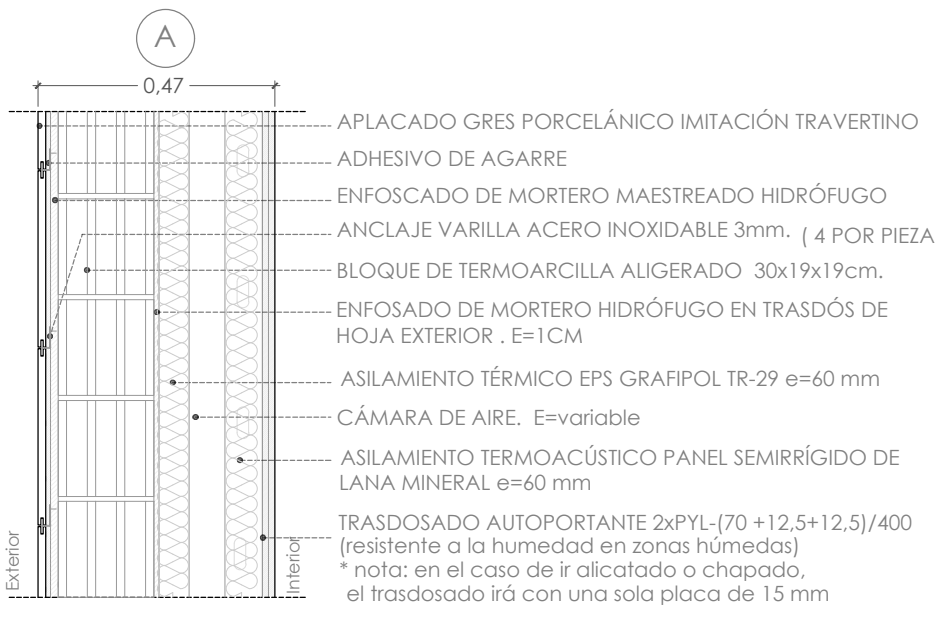 A
0,47
APLACADO GRES PORCELÁNICO IMITACIÓN TRAVERTINO
ADHESIVO DE AGARRE
ENFOSCADO DE MORTERO MAESTREADO HIDRÓFUGO
ANCLAJE VARILLA ACERO INOXIDABLE 3mm. ( 4 POR PIEZA
BLOQUE DE TERMOARCILLA ALIGERADO 30x19x19cm.
ENFOSADO DE MORTERO HIDRÓFUGO EN TRASDÓS DE
HOJA EXTERIOR . E=1CM
ASILAMIENTO TÉRMICO EPS GRAFIPOL TR-29 e=60 mm
CÁMARA DE AIRE. E=variable
ASILAMIENTO TERMOACÚSTICO PANEL SEMIRRÍGIDO DE
LANA MINERAL e=60 mm
TRASDOSADO AUTOPORTANTE 2xPYL-(70 +12,5+12,5)/400
(resistente a la humedad en zonas húmedas)
* nota: en el caso de ir alicatado o chapado,
el trasdosado irá con una sola placa de 15 mm
Exterior
Interior